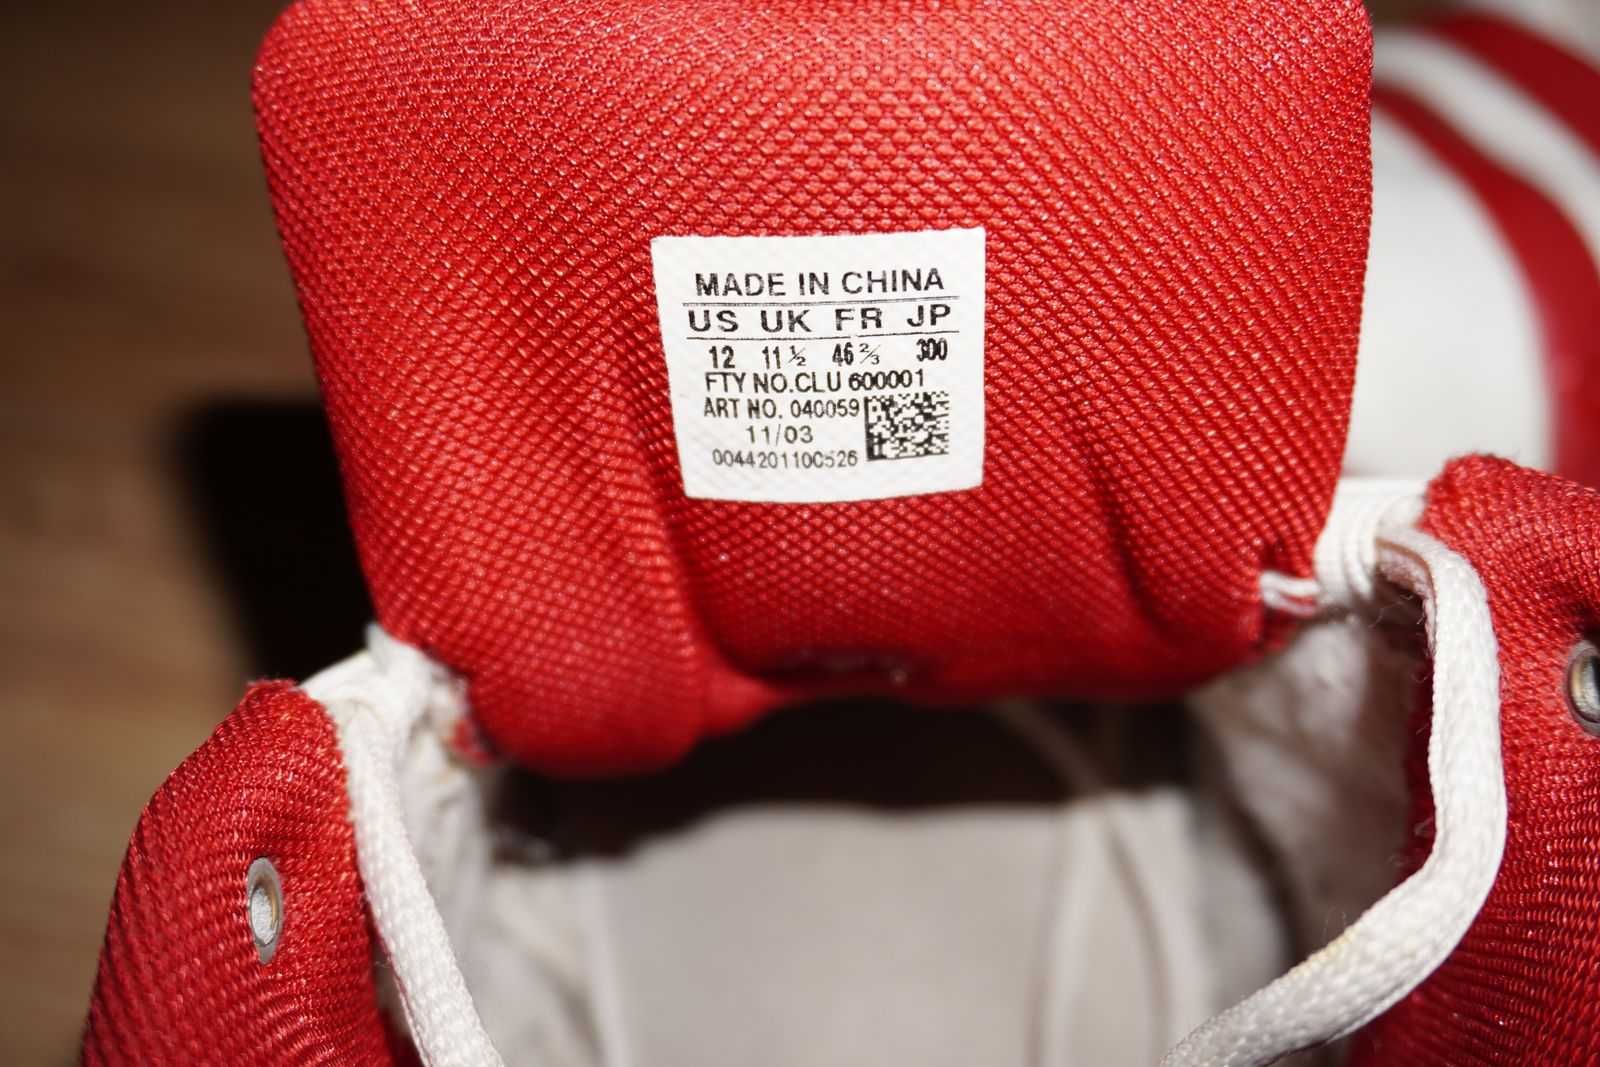 MADE IN CHINA
US UK FR JP
12 11½ 46⅔ 300
FTY NO.CLU 600001
ART NO. 040059
11/03
0044201100526